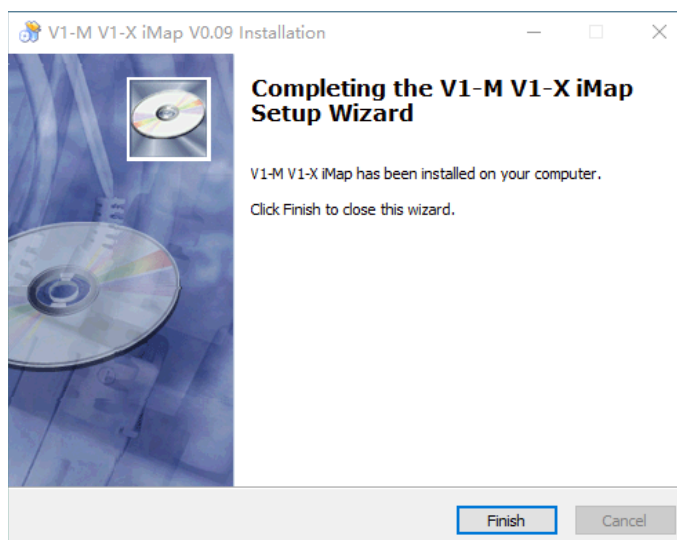 V1-M V1-X iMap V0.09 Installation
Completing the V1-M V1-X iMap
Setup Wizard
V1-M V1-X iMap has been installed on your computer.
Click Finish to close this wizard.
Finish
Cancel